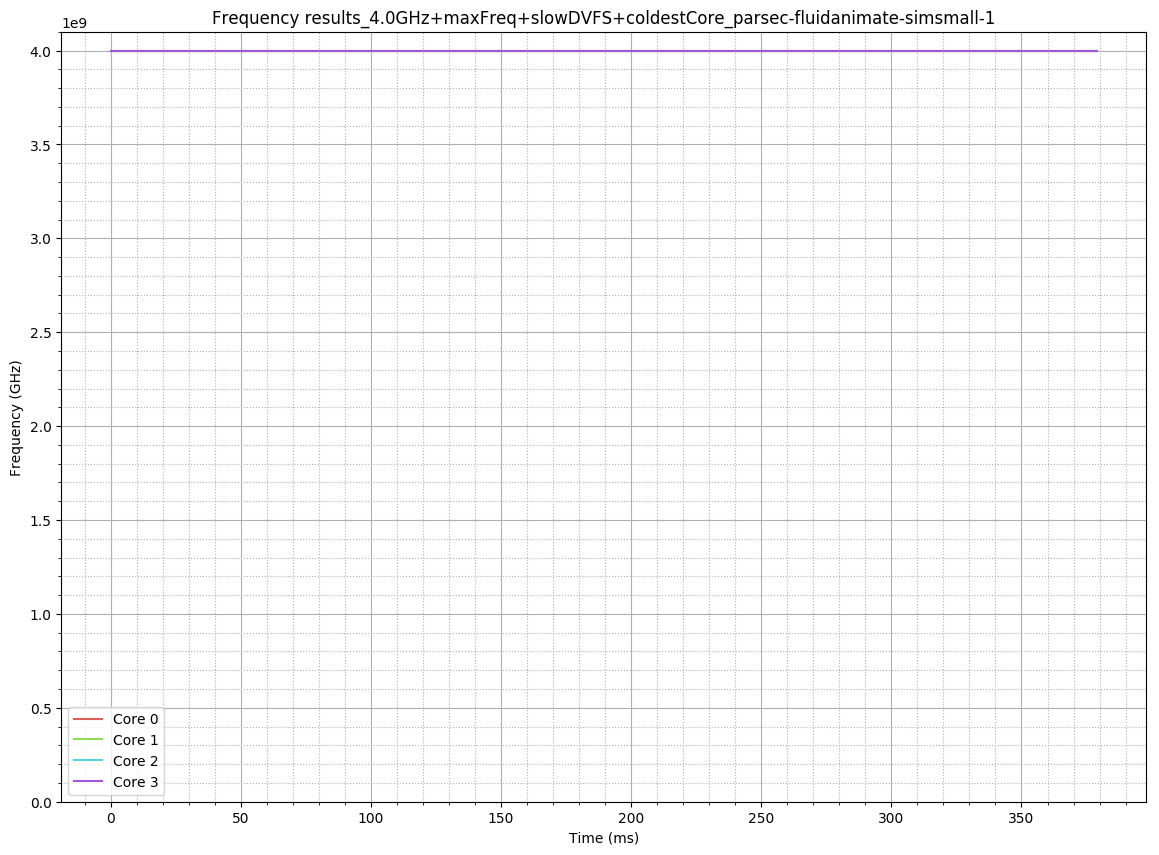 Frequency results_4.0GHz+maxFreq+slowDVFS+coldestCore_parsec-fluidanimate-simsmall-1
1e9
4.0
3.5
3.0
2.5
2.0
1.5
1.0
0.5
0.0
Frequency (GHz)
Core 0
Core 1
Core 2
Core 3
0 50 100 150 200 250 300 350
Time (ms)